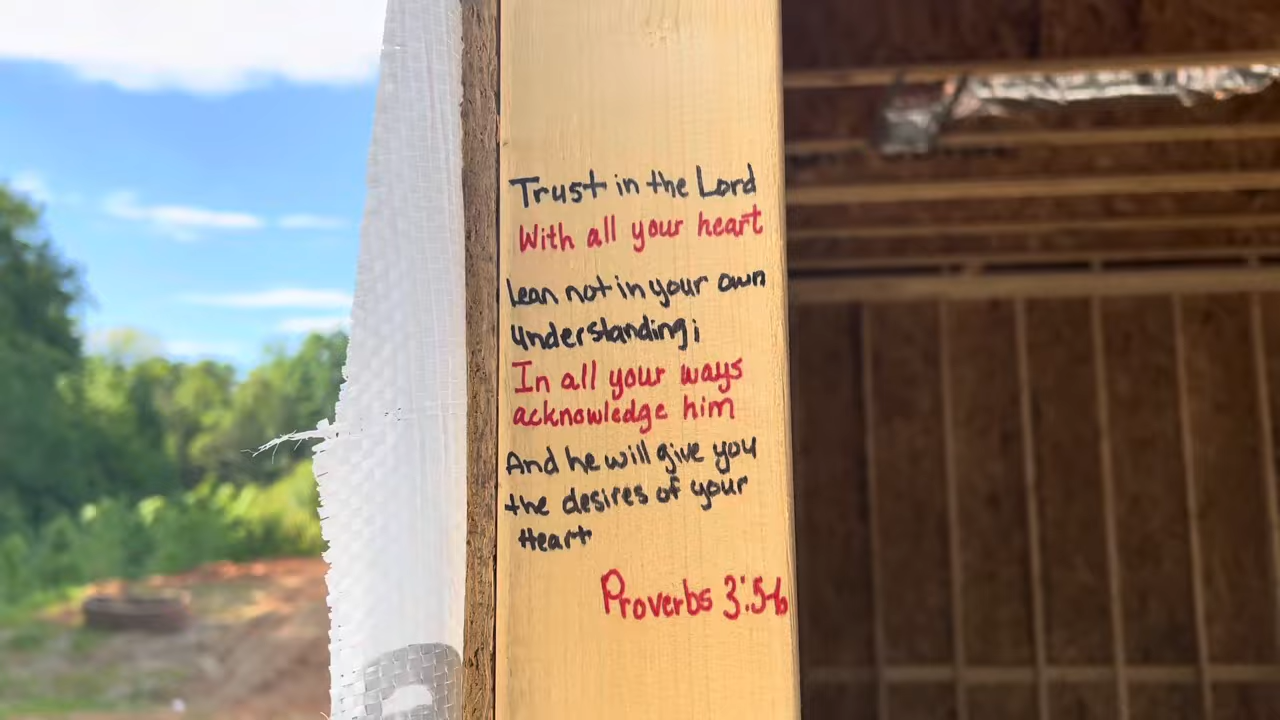 Trust in the Lord
With all your heart
lean not in your own
understanding;
In all your ways
acknowledge him
And he will give you
the desires of your
Heart
Proverbs 3:5-6